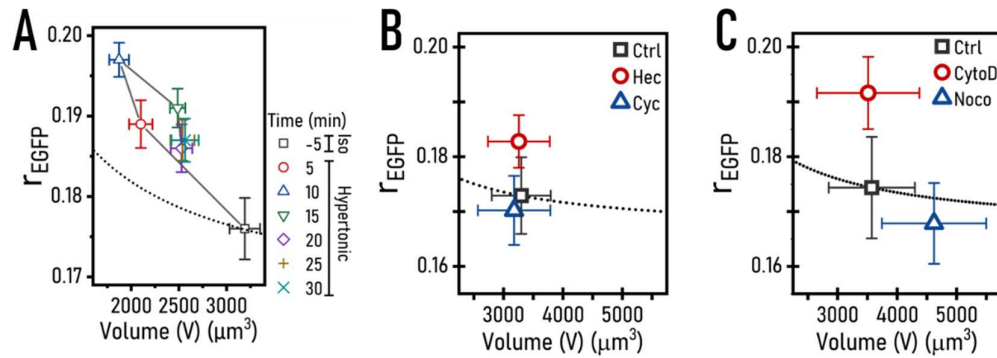 A
rEGFP
0.20
0.19
0.18
0.17
2000
2500
3000
Volume (V) (μm³)
Time (min)
-5
5
10
15
20
25
30
Iso
Hypertonic
B
rEGFP
0.20
0.18
0.16
3000
4000
5000
Volume (V) (μm³)
Ctrl
Hec
Cyc
C
rEGFP
0.20
0.18
0.16
3000
4000
5000
Volume (V) (μm³)
Ctrl
CytoD
Noco